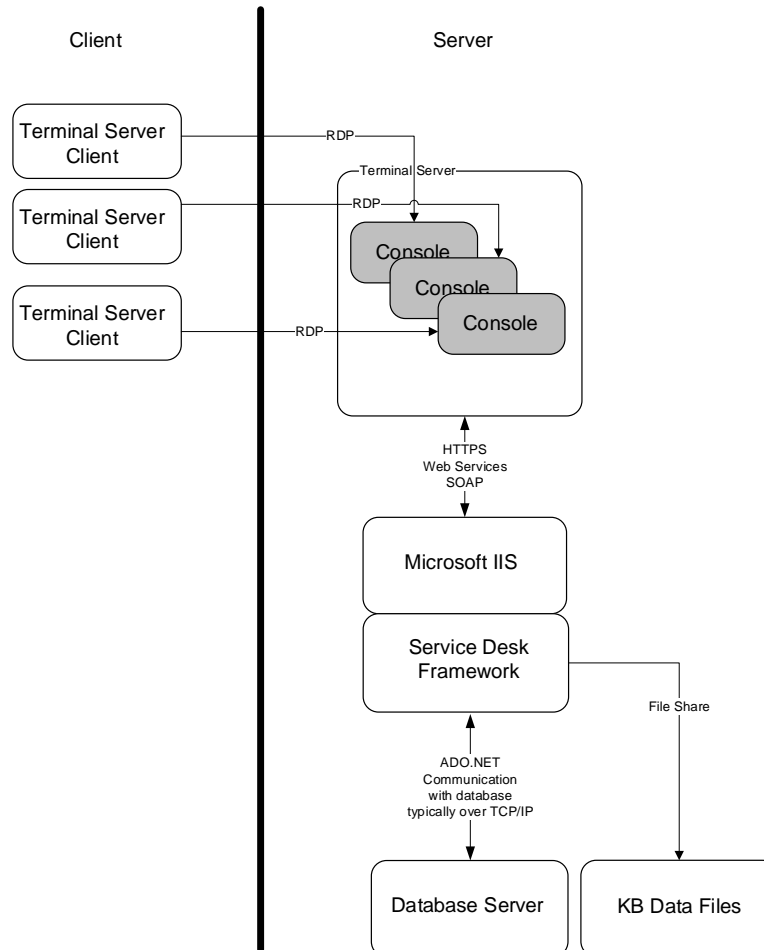 Client
Server
Terminal Server
Client
RDP
Terminal Server
Terminal Server
Client
RDP
Console
Console
Console
Terminal Server
Client
RDP
HTTPS
Web Services
SOAP
Microsoft IIS
Service Desk
Framework
File Share
ADO.NET
Communication
with database
typically over TCP/IP
Database Server
KB Data Files